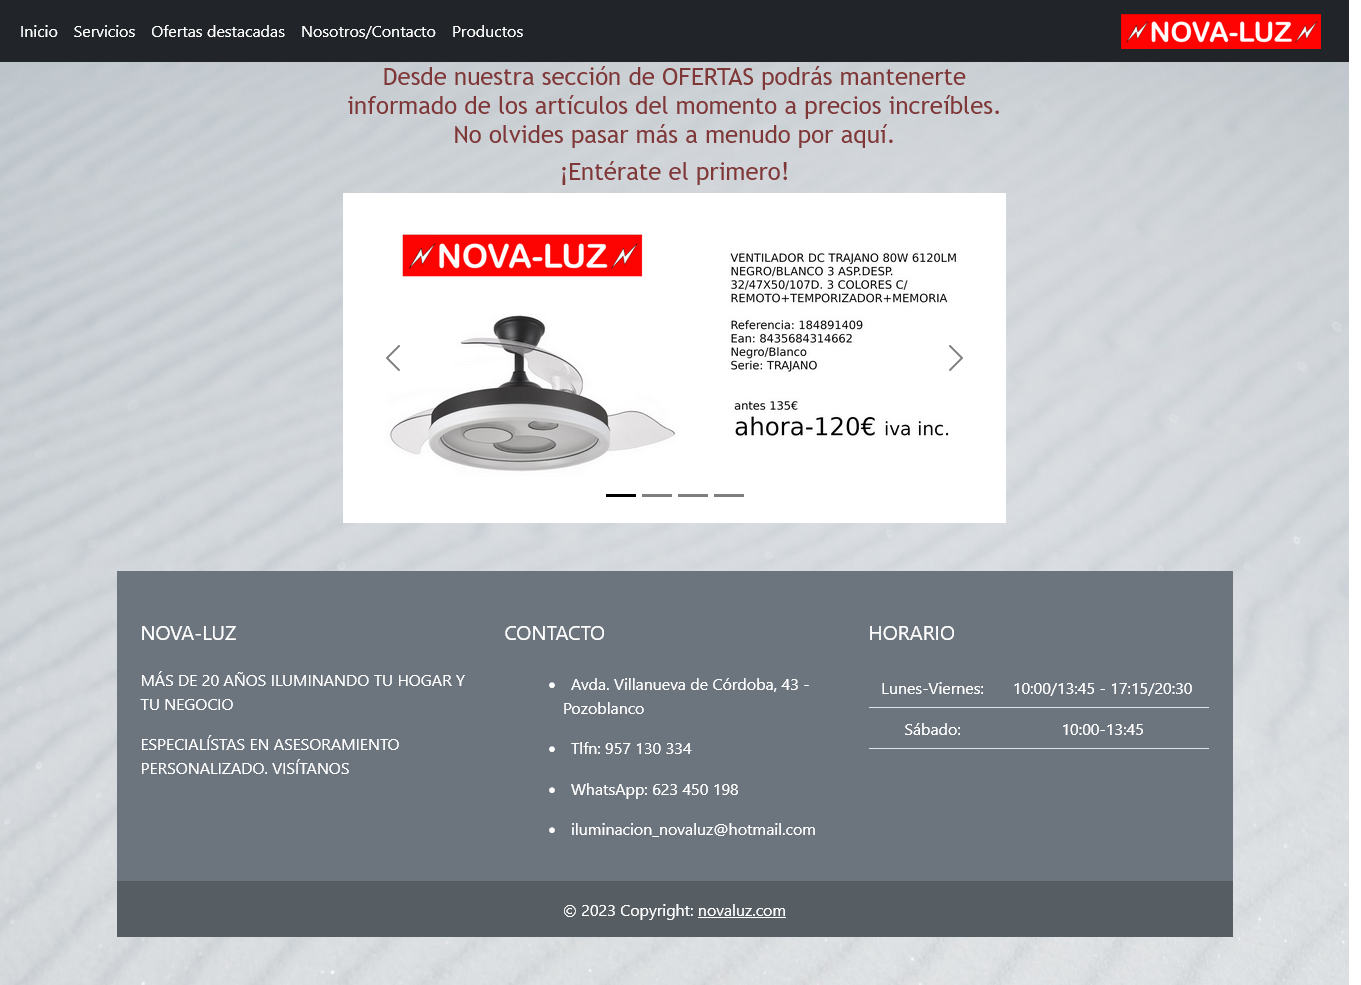 Inicio Servicios Ofertas destacadas Nosotros/Contacto Productos
NOVA-LUZ
Desde nuestra sección de OFERTAS podrás mantenerte
informado de los artículos del momento a precios increíbles.
No olvides pasar más a menudo por aquí.
¡Entérate el primero!
NOVA-LUZ
VENTILADOR DC TRAJANO 80W 6120LM
NEGRO/BLANCO 3 ASP.DESP.
32/47X50/107D. 3 COLORES C/
REMOTO+TEMPORIZADOR+MEMORIA
Referencia: 184891409
Ean: 8435684314662
Negro/Blanco
Serie: TRAJANO
antes 135€
ahora-120€ iva inc.
NOVA-LUZ
MÁS DE 20 AÑOS ILUMINANDO TU HOGAR Y
TU NEGOCIO
ESPECIALÍSTAS EN ASESORAMIENTO
PERSONALIZADO. VISÍTANOS
CONTACTO
• Avda. Villanueva de Córdoba, 43 -
Pozoblanco
• Tlfn: 957 130 334
• WhatsApp: 623 450 198
• iluminacion_novaluz@hotmail.com
HORARIO
Lunes-Viernes: 10:00/13:45 - 17:15/20:30
Sábado: 10:00-13:45
© 2023 Copyright: novaluz.com